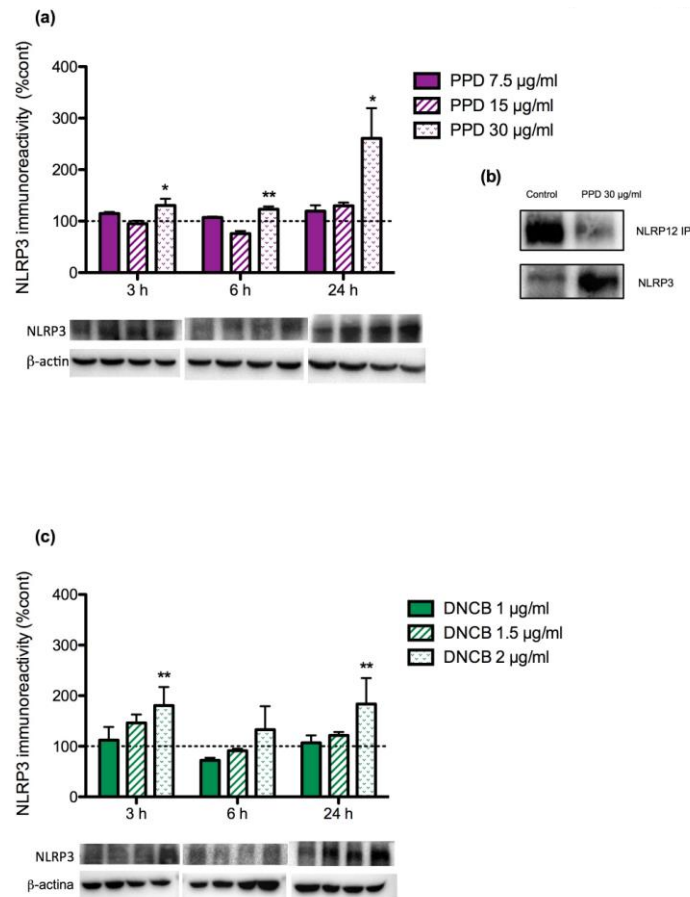 (a)
NLRP3 immunoreactivity (%cont)
400
300
200
100
0
*
**
*
3 h
6 h
24 h
PPD 7.5 µg/ml
PPD 15 µg/ml
PPD 30 µg/ml
NLRP3
β-actin
(b)
Control PPD 30 µg/ml
NLRP12 IP
NLRP3
(c)
NLRP3 immunoreactivity (%cont)
400
300
200
100
0
**
**
3 h
6 h
24 h
DNCB 1 µg/ml
DNCB 1.5 µg/ml
DNCB 2 µg/ml
NLRP3
β-actina